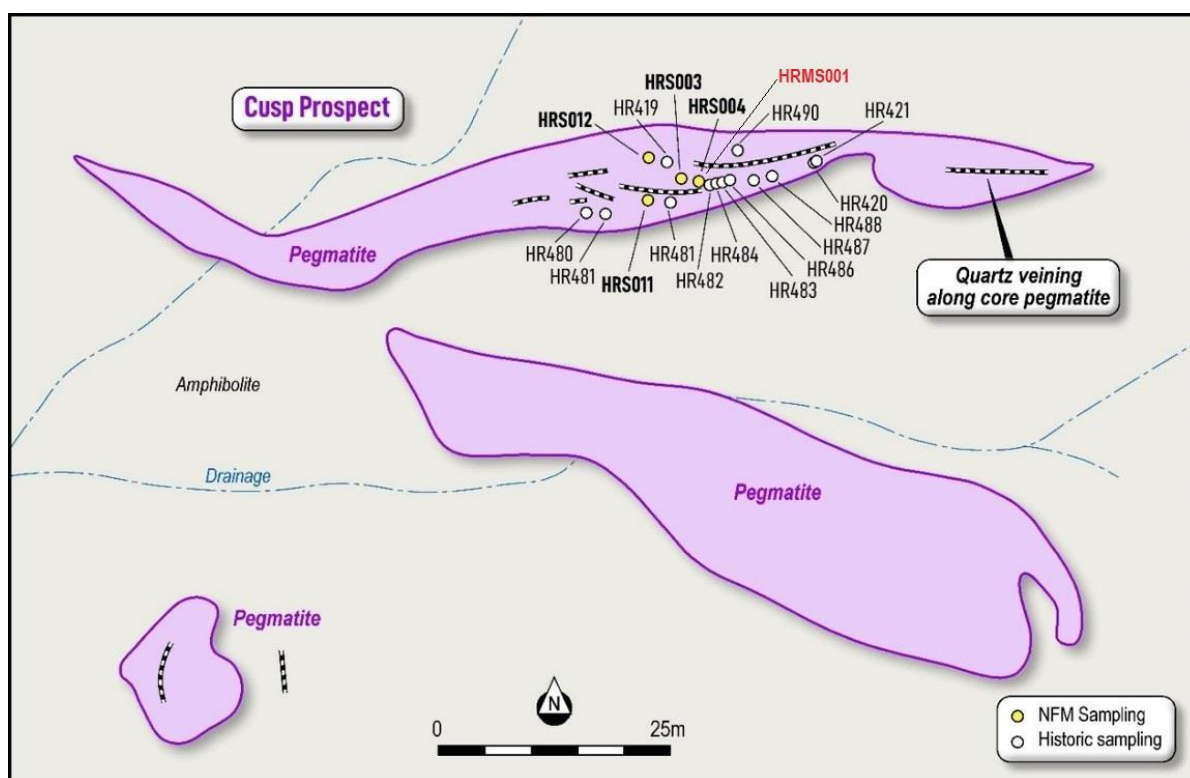 Cusp Prospect
HRMS001
HRS003
HR419
HRS004
HRS012
HR490
HR421
HR420
HR488
HR487
HR486
HR483
HR484
HR482
HR481
HRS011
HR481
HR480
Pegmatite
Quartz veining
along core pegmatite
Amphibolite
Drainage
Pegmatite
Pegmatite
N
0
25m
NFM Sampling
Historic sampling